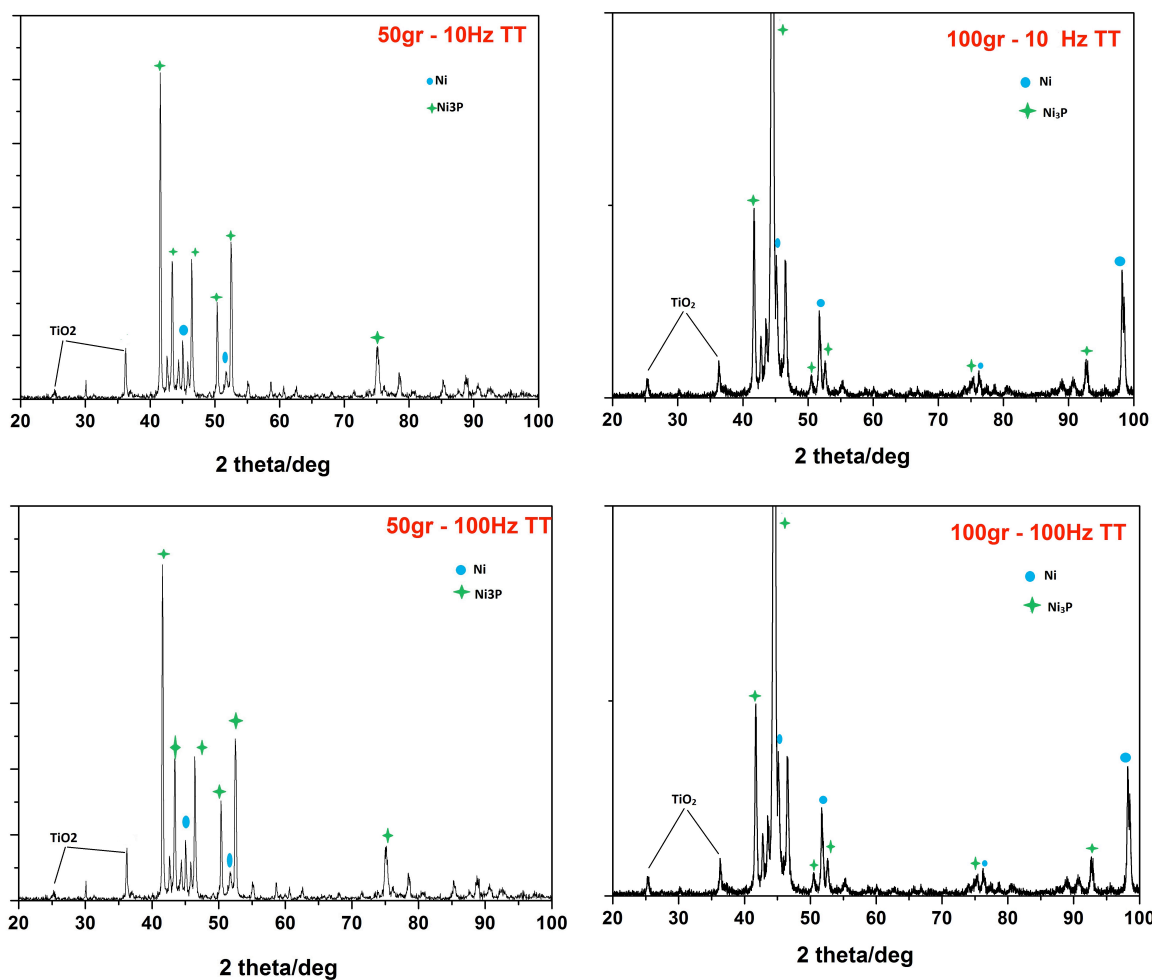 50gr - 10Hz TT
Ni
Ni3P
TiO2
20 30 40 50 60 70 80 90 100
2 theta/deg
100gr - 10 Hz TT
Ni
Ni₃P
TiO₂
20 30 40 50 60 70 80 90 100
2 theta/deg
50gr - 100Hz TT
Ni
Ni3P
TiO2
20 30 40 50 60 70 80 90 100
2 theta/deg
100gr - 100Hz TT
Ni
Ni₃P
TiO₂
20 30 40 50 60 70 80 90 100
2 theta/deg